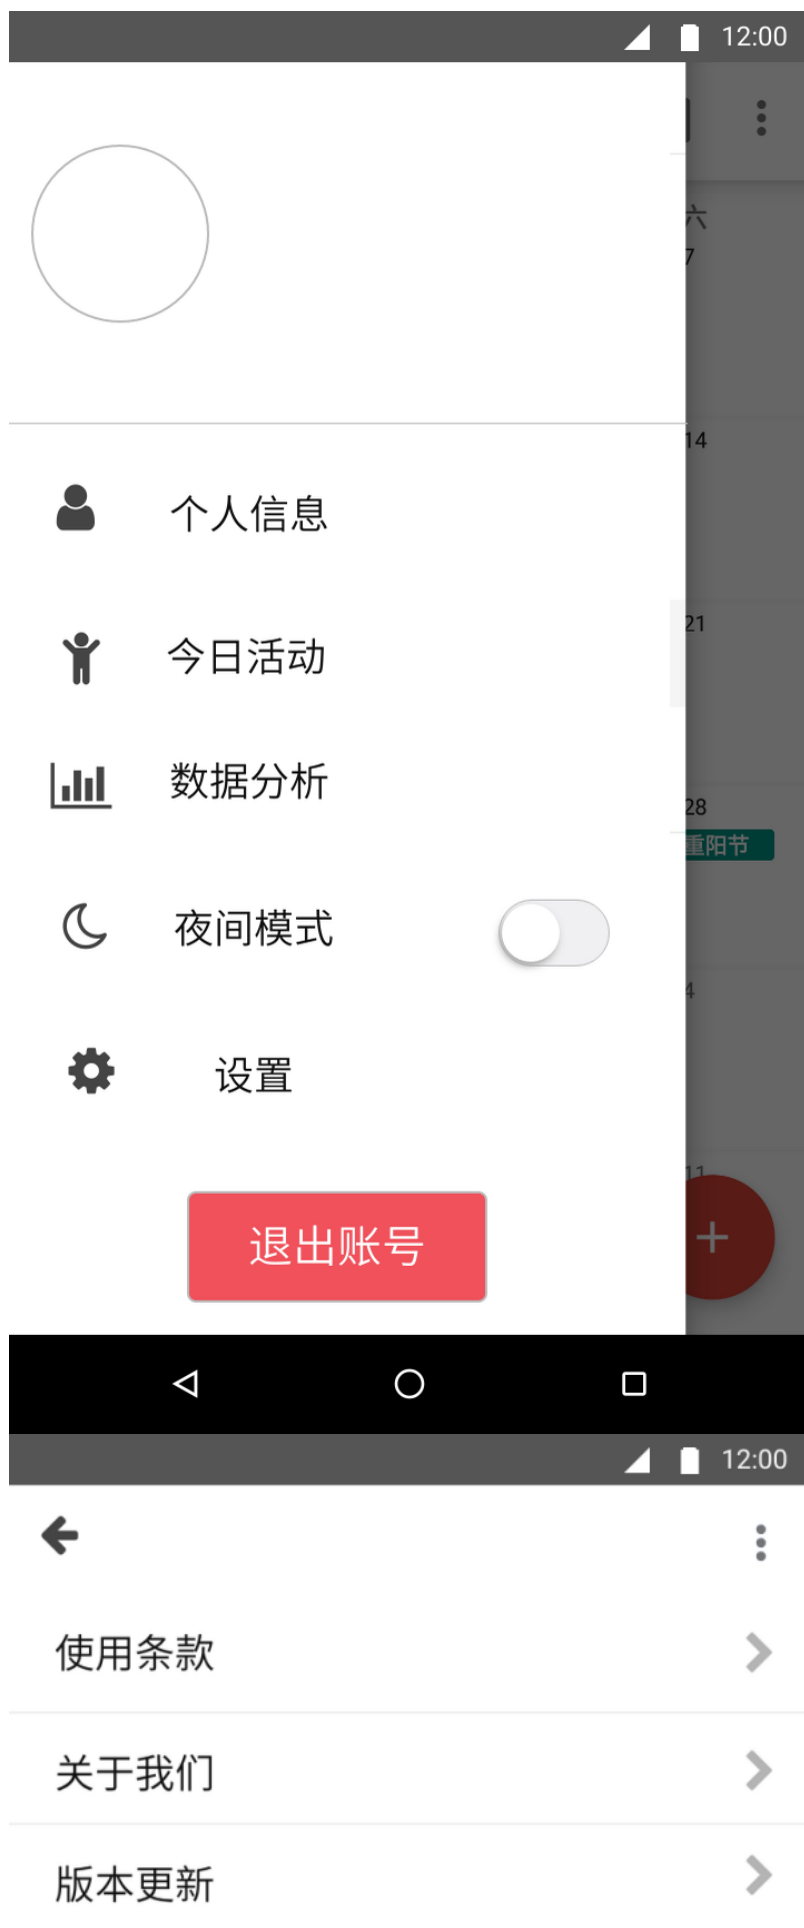 12:00
六
7
个人信息
14
今日活动
21
数据分析
28
重阳节
夜间模式
4
设置
11
退出账号
12:00
使用条款
关于我们
版本更新